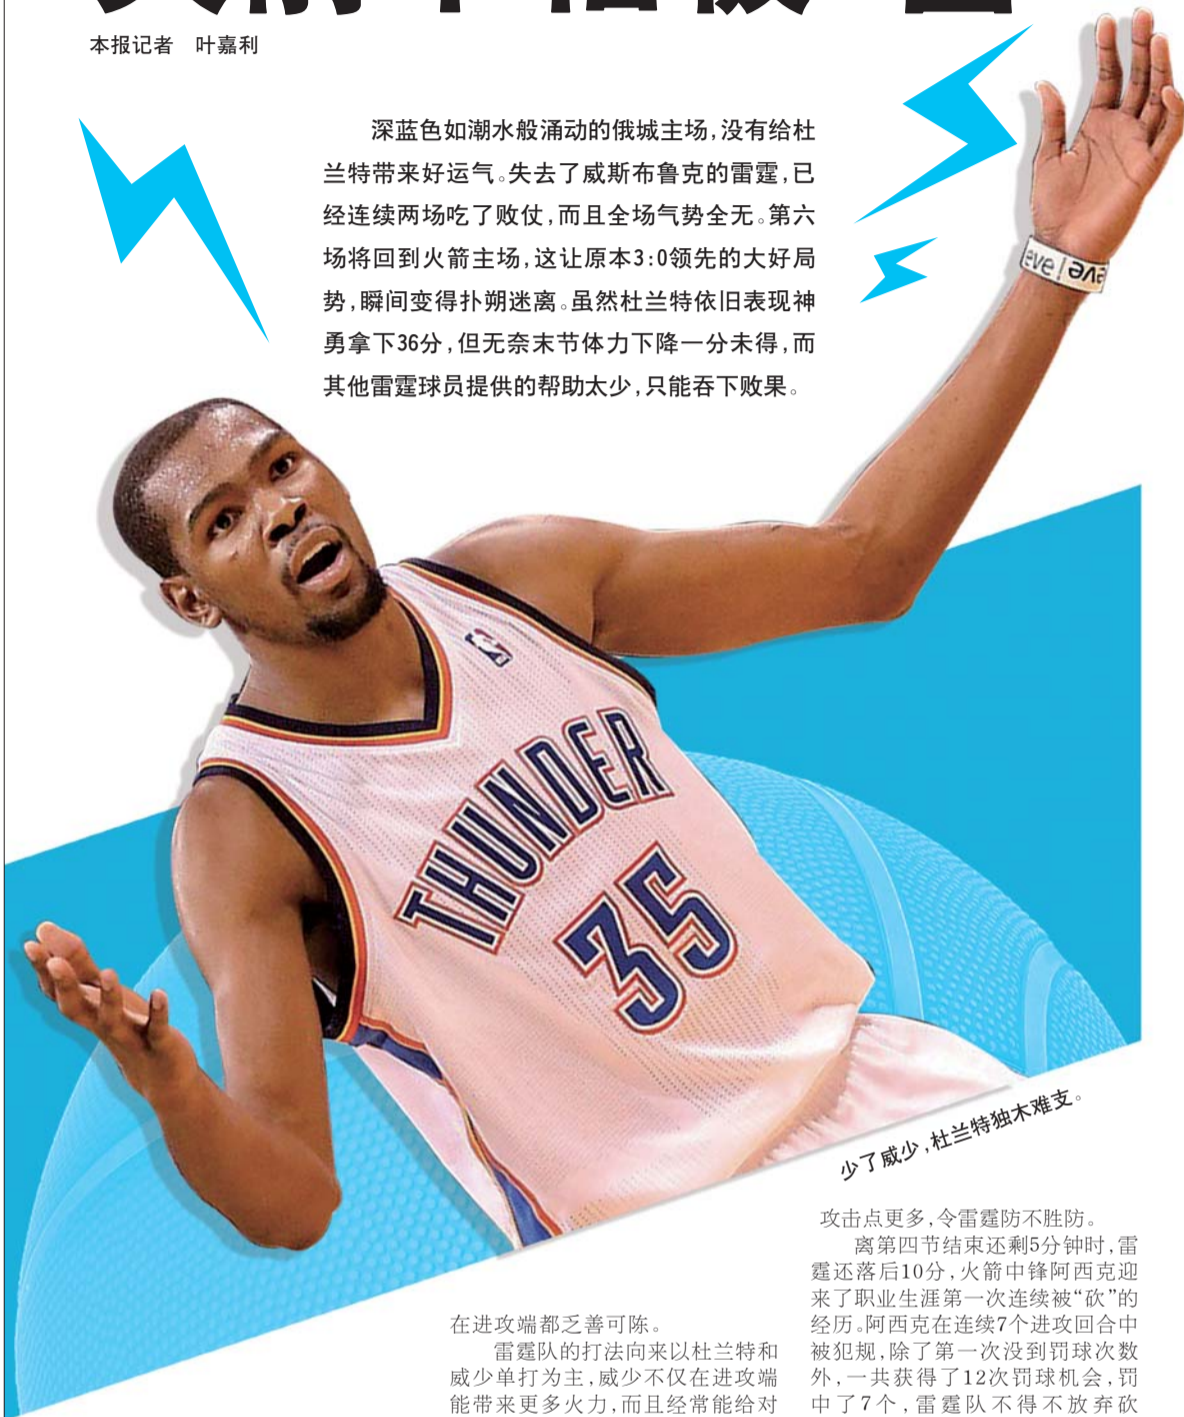 本报记者 叶嘉利
深蓝色如潮水般涌动的俄城主场,没有给杜
兰特带来好运气。失去了威斯布鲁克的雷霆,已
经连续两场吃了败仗,而且全场气势全无。第六
场将回到火箭主场,这让原本3:0领先的大好局
势,瞬间变得扑朔迷离。虽然杜兰特依旧表现神
勇拿下36分,但无奈末节体力下降一分未得,而
其他雷霆球员提供的帮助太少,只能吞下败果。
eve! eve
THUNDER
35
少了威少,杜兰特独木难支。
在进攻端都乏善可陈。
雷霆队的打法向来以杜兰特和
威少单打为主,威少不仅在进攻端
能带来更多火力,而且经常能给对
攻击点更多,令雷霆防不胜防。
离第四节结束还剩5分钟时,雷
霆还落后10分,火箭中锋阿西克迎
来了职业生涯第一次连续被“砍”的
经历。阿西克在连续7个进攻回合中
被犯规,除了第一次没到罚球次数
外,一共获得了12次罚球机会,罚
中了7个,雷霆队不得不放弃砍